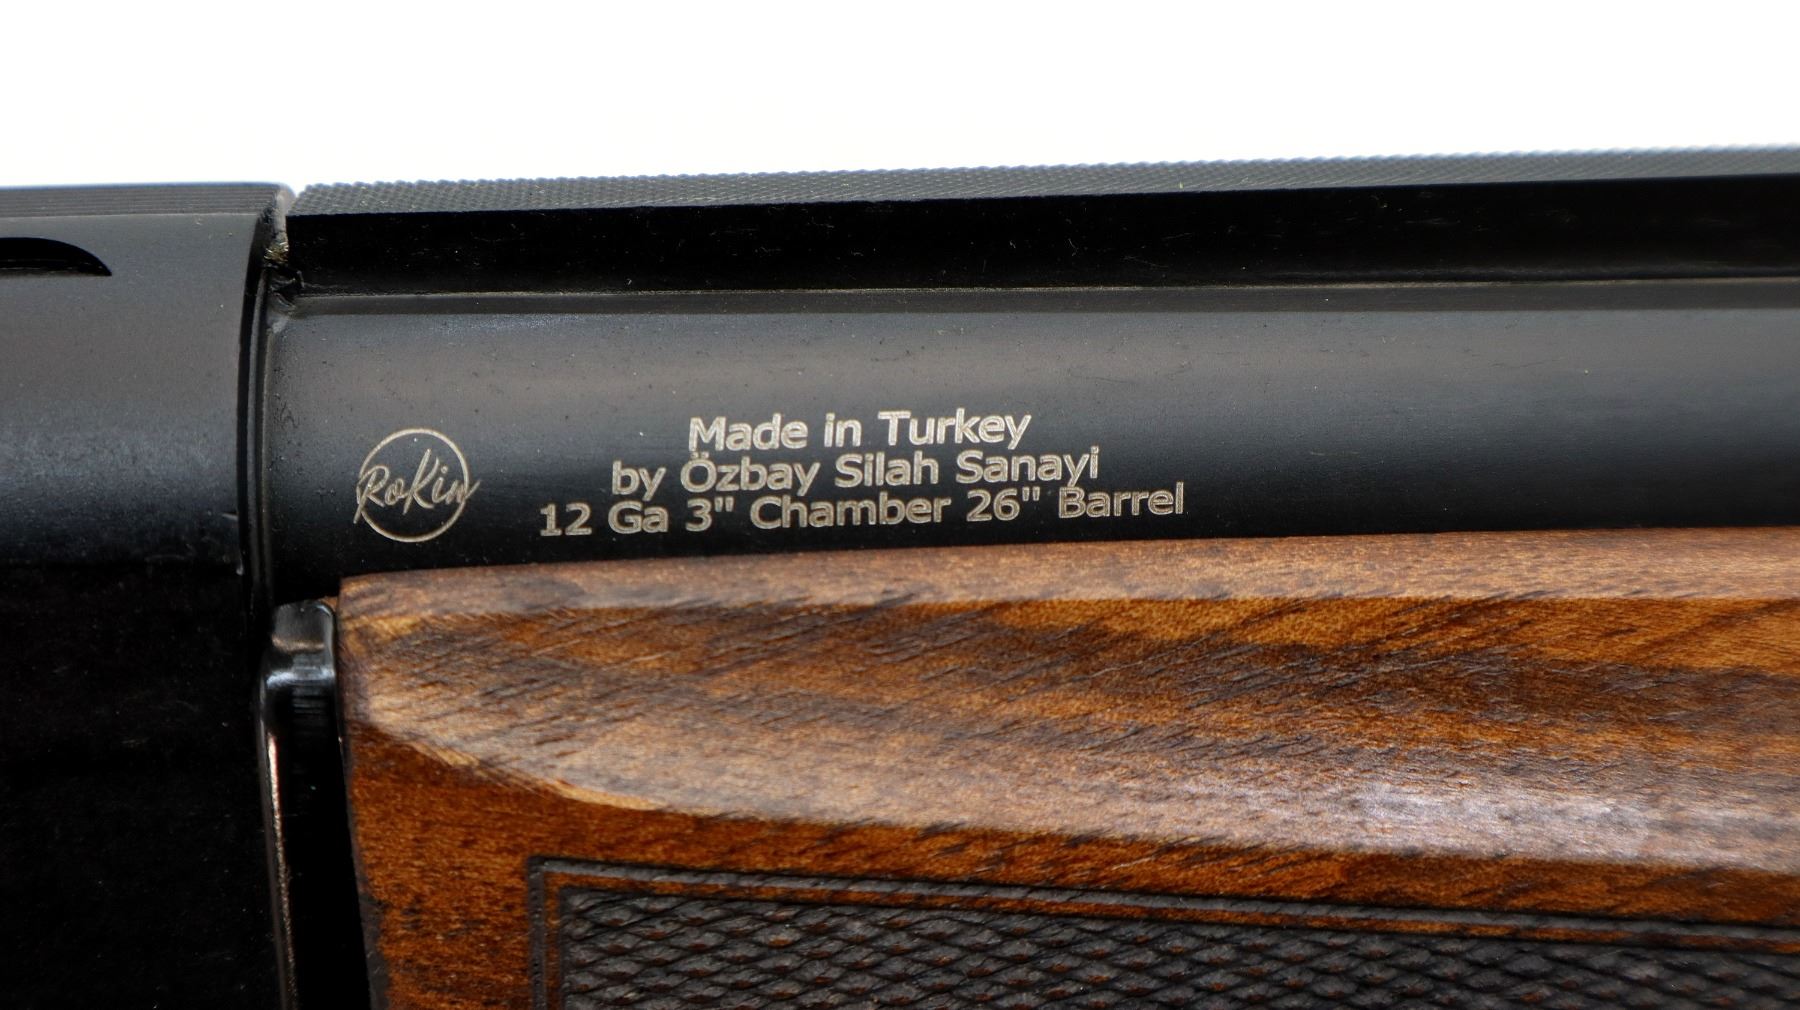 RoKin
Made in Turkey
by Özbay Silah Sanayi
12 Ga 3" Chamber 26" Barrel